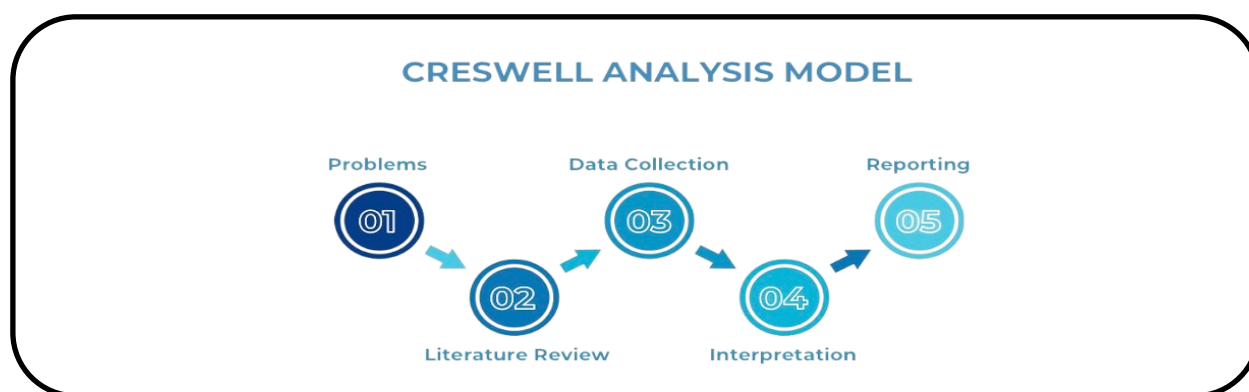 CRESWELL ANALYSIS MODEL
Problems
Data Collection
Reporting
01
03
05
02
04
Literature Review
Interpretation